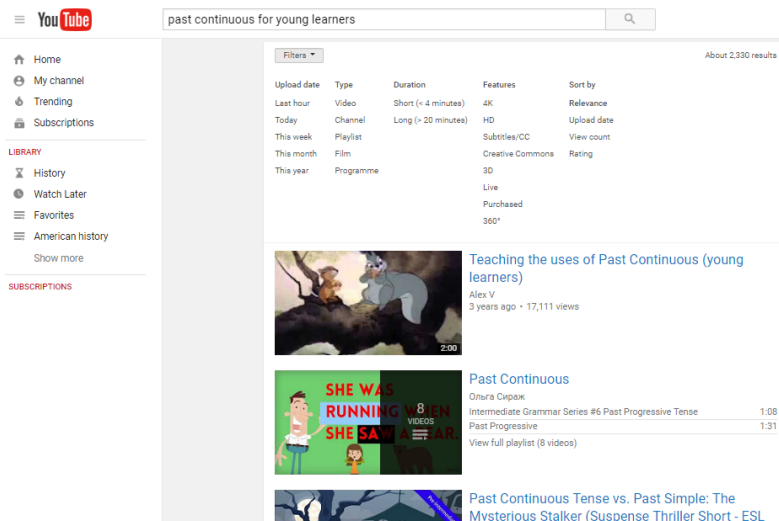 YouTube
past continuous for young learners
Home
My channel
Trending
Subscriptions
LIBRARY
History
Watch Later
Favorites
American history
Show more
SUBSCRIPTIONS
Filters
About 2,330 results
Upload date Type Duration Features Sort by
Last hour Video Short (< 4 minutes) 4K Relevance
Today Channel Long (> 20 minutes) HD Upload date
This week Playlist Subtitles/CC View count
This month Film Creative Commons Rating
This year Programme 3D
Live
Purchased
360°
2:00
Teaching the uses of Past Continuous (young
learners)
Alex V
3 years ago • 17,111 views
SHE WAS
RUNNING WHEN
SHE SAW A BEAR.
8
VIDEOS
Past Continuous
Ольга Сираж
Intermediate Grammar Series #6 Past Progressive Tense 1:08
Past Progressive 1:31
View full playlist (8 videos)
Past Continuous Tense vs. Past Simple: The
Mysterious Stalker (Suspense Thriller Short - ESL